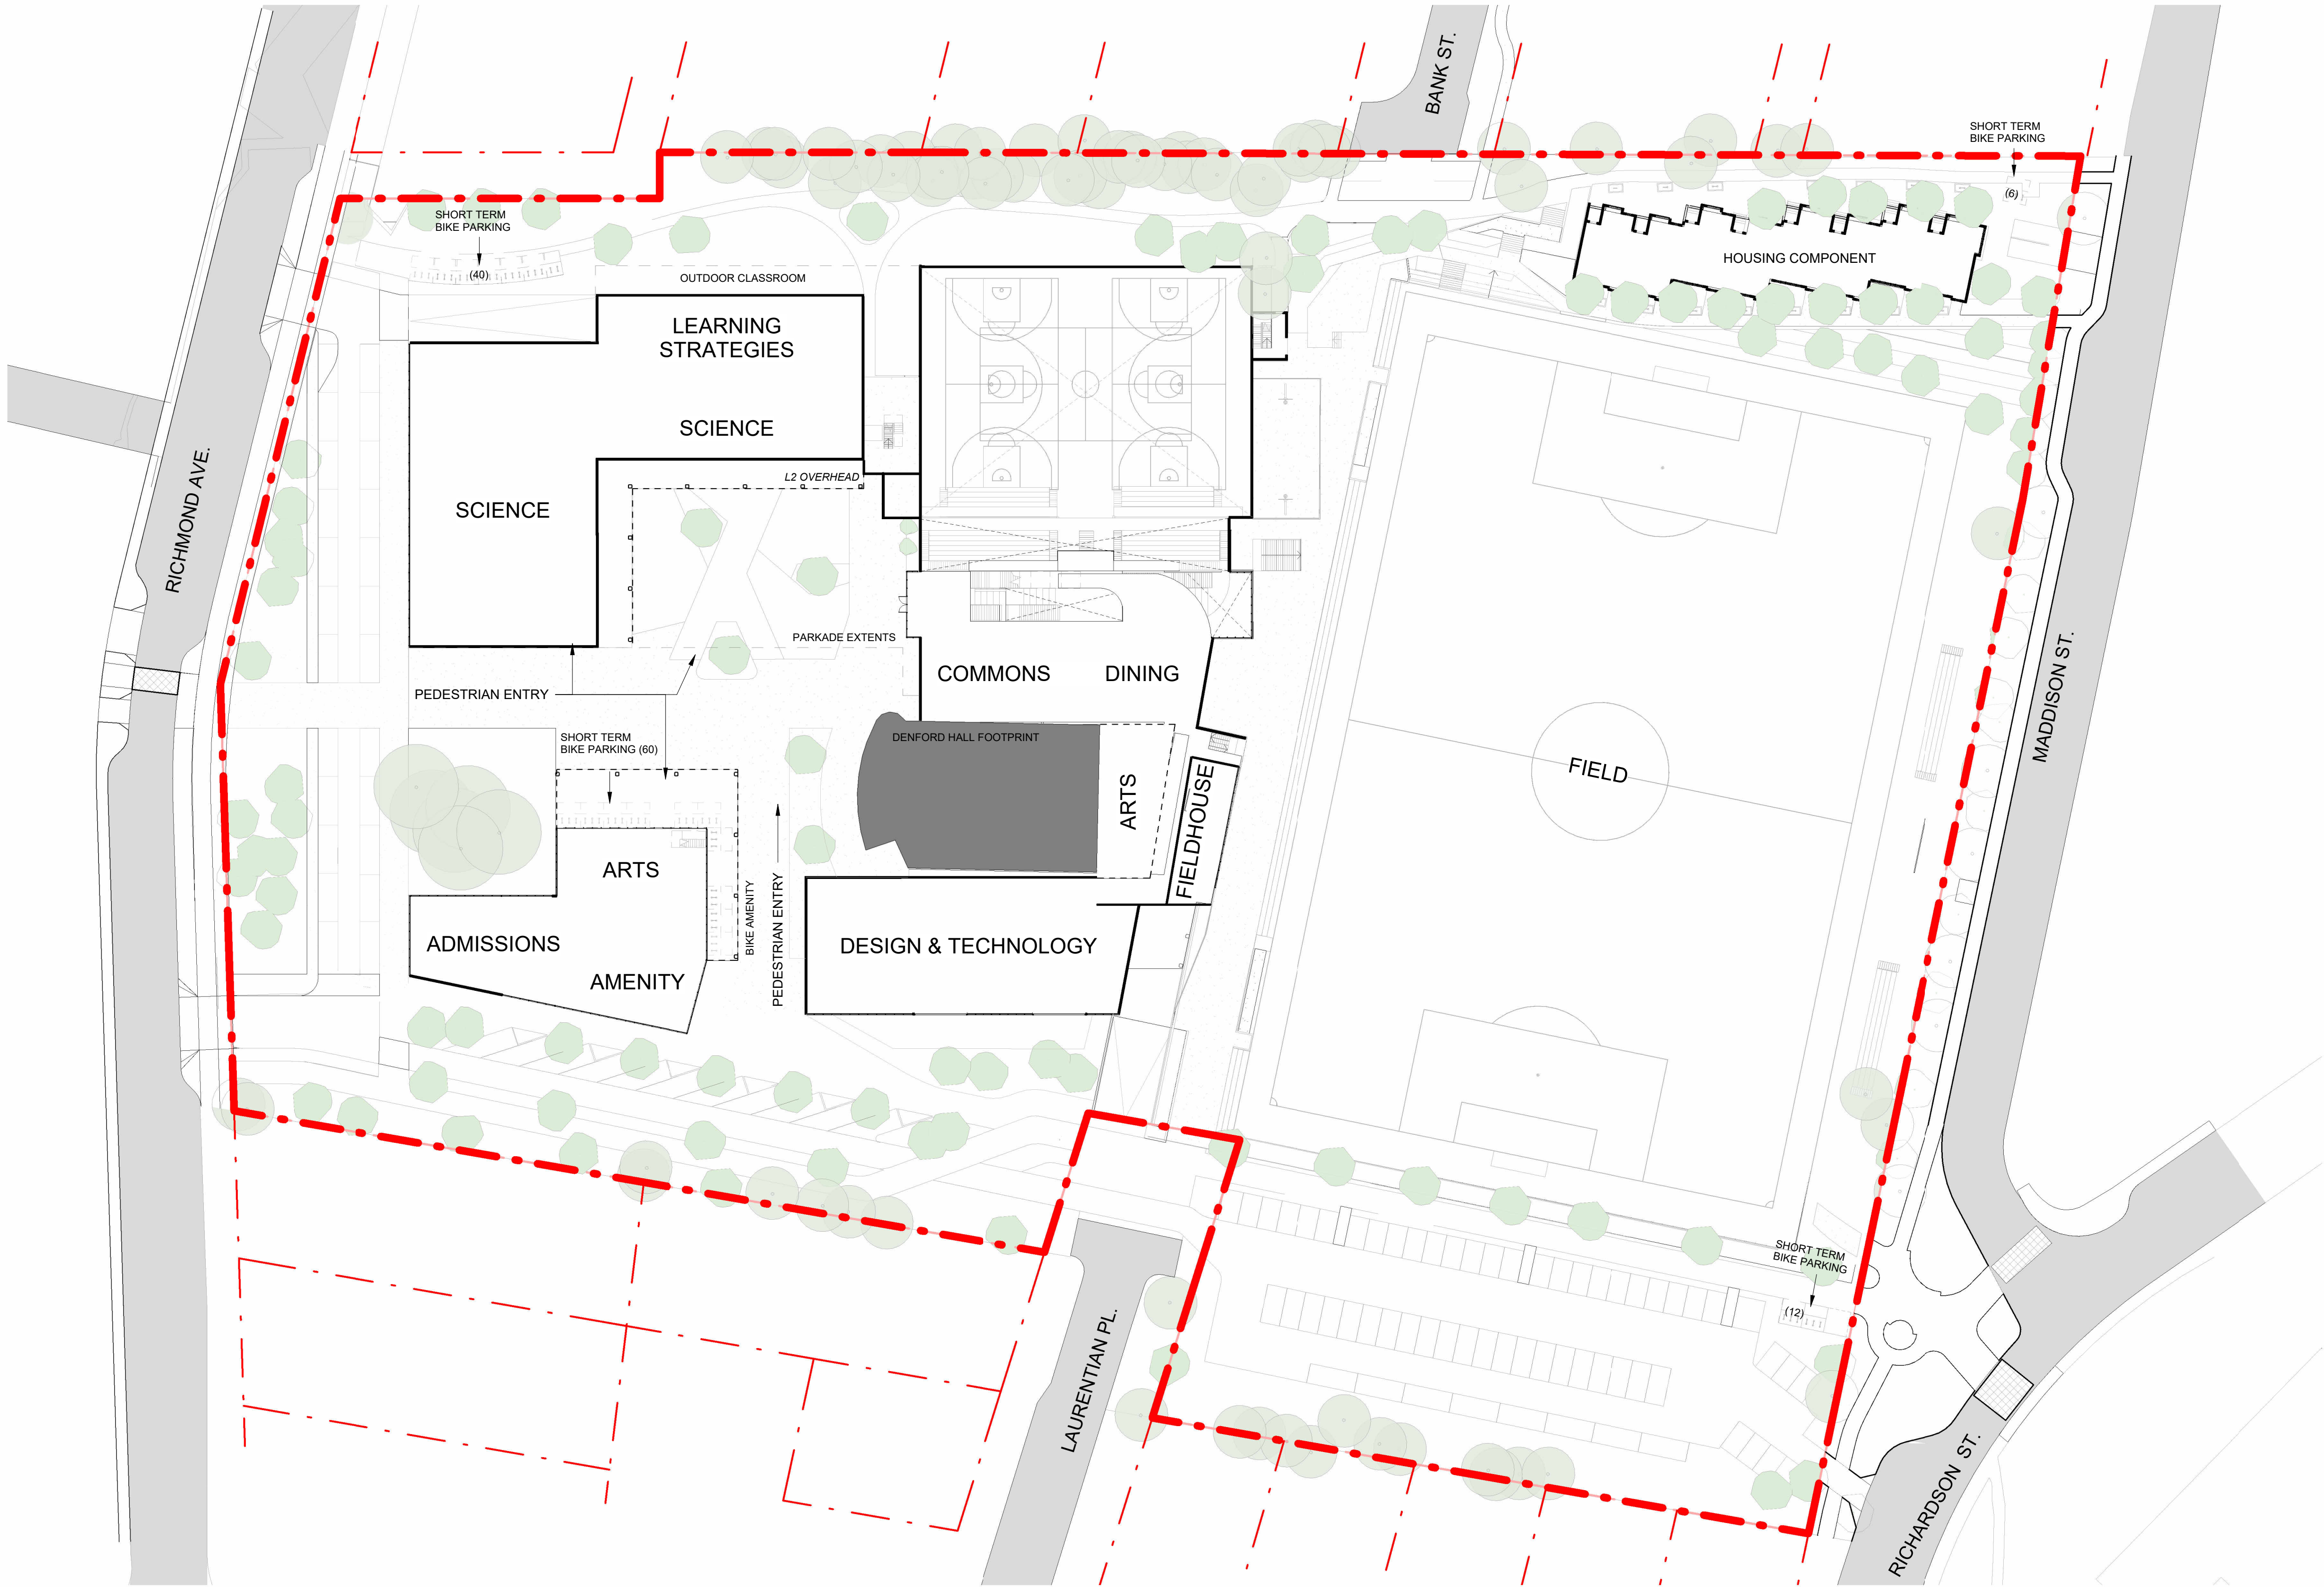 BANK ST.
SHORT TERM
BIKE PARKING
(6)
SHORT TERM
BIKE PARKING
(40)
OUTDOOR CLASSROOM
HOUSING COMPONENT
LEARNING
STRATEGIES
SCIENCE
L2 OVERHEAD
SCIENCE
RICHMOND AVE.
PARKADE EXTENTS
COMMONS
DINING
PEDESTRIAN ENTRY
MADDISON ST.
SHORT TERM
BIKE PARKING (60)
DENFORD HALL FOOTPRINT
FIELD
ARTS
FIELDHOUSE
ARTS
BIKE AMENITY
PEDESTRIAN ENTRY
ADMISSIONS
DESIGN & TECHNOLOGY
AMENITY
SHORT TERM
BIKE PARKING
(12)
LAURENTIAN PL.
RICHARDSON ST.